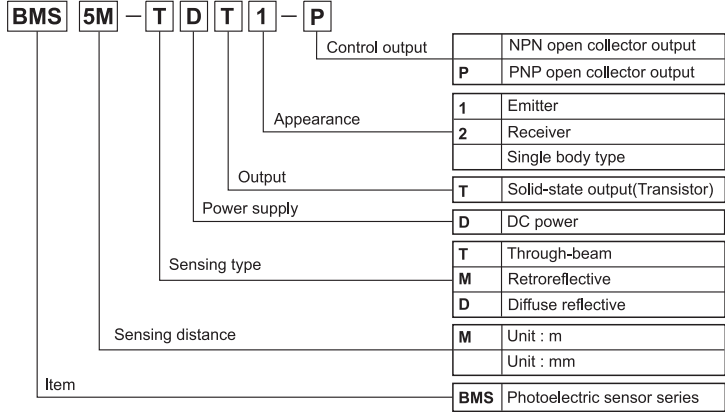 BMS 5M - T D T 1 - P
Control output
NPN open collector output
P PNP open collector output
Appearance
1 Emitter
2 Receiver
Single body type
Output
T Solid-state output(Transistor)
Power supply
D DC power
Sensing type
T Through-beam
M Retroreflective
D Diffuse reflective
Sensing distance
M Unit : m
Unit : mm
Item
BMS Photoelectric sensor series